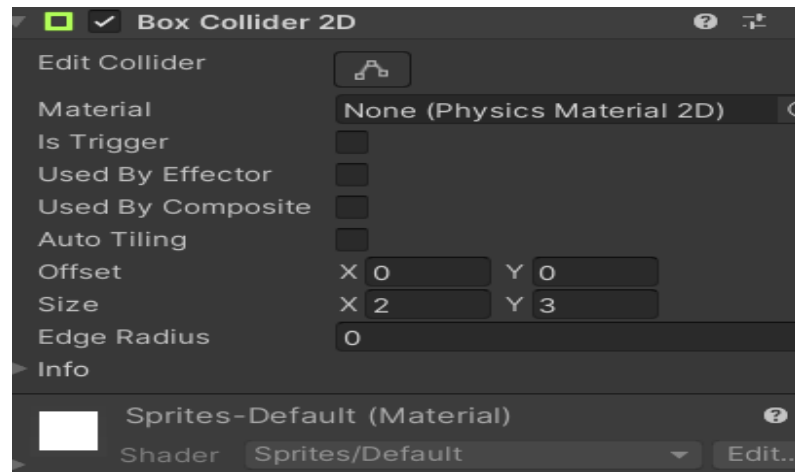 Box Collider 2D
Edit Collider
Material None (Physics Material 2D)
Is Trigger
Used By Effector
Used By Composite
Auto Tiling
Offset X 0 Y 0
Size X 2 Y 3
Edge Radius 0
Info
Sprites-Default (Material)
Shader Sprites/Default Edit..